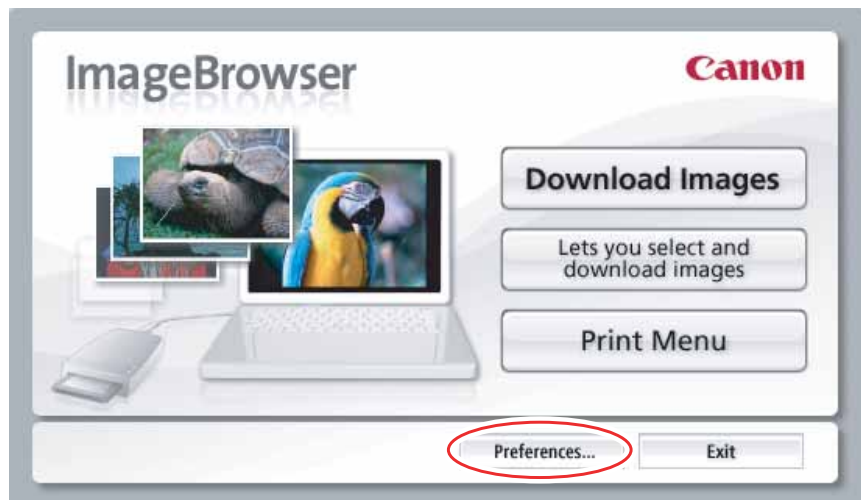 ImageBrowser
Canon
Download Images
Lets you select and
download images
Print Menu
Preferences...
Exit